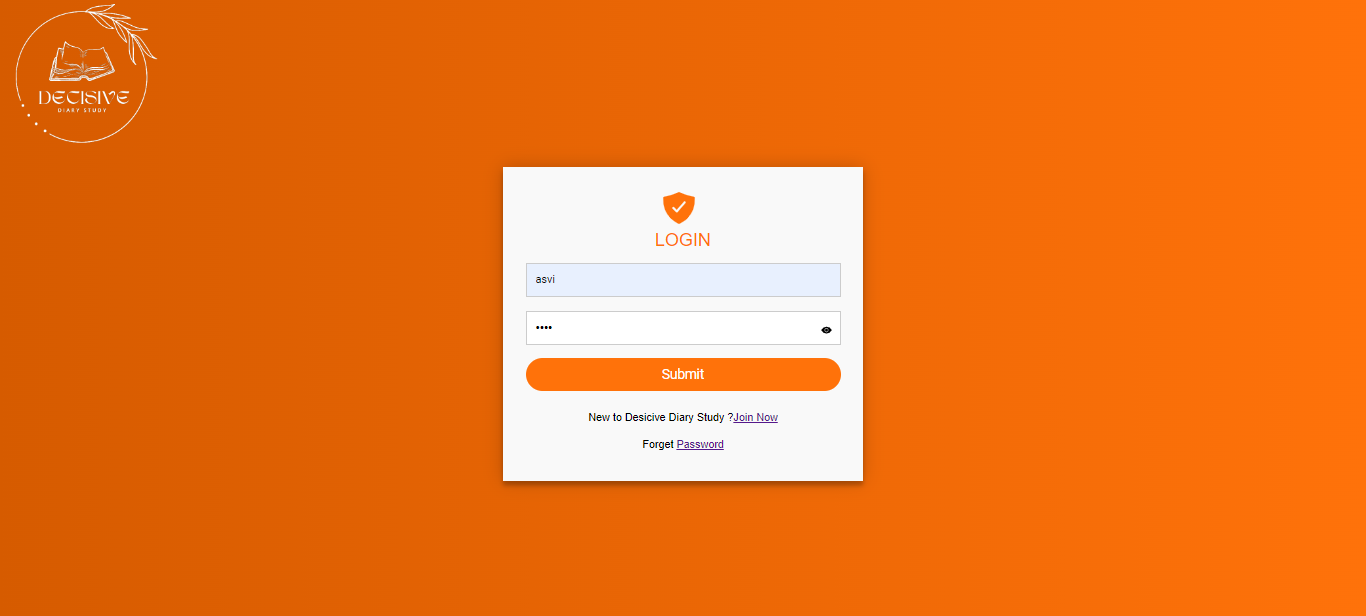 DECISIVE
DIARY STUDY
LOGIN
asvi
••••
Submit
New to Desicive Diary Study ?Join Now
Forget Password